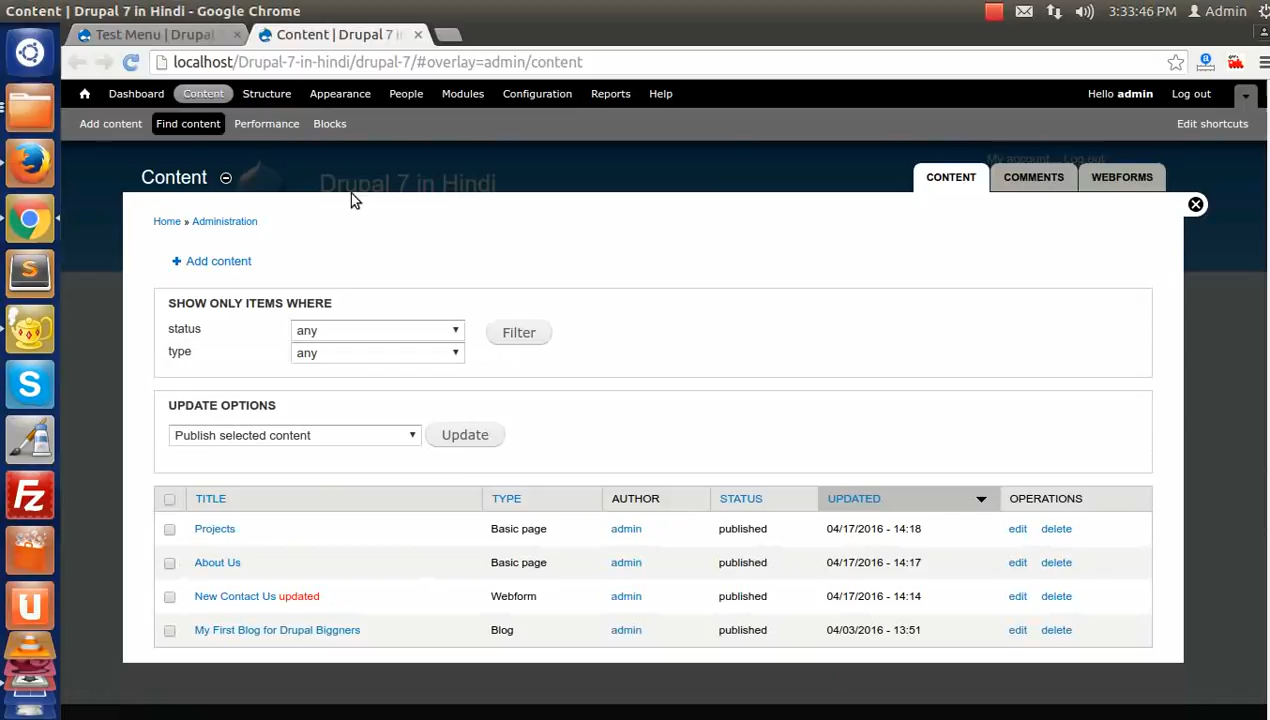 Content | Drupal 7 in Hindi - Google Chrome 3:33:46 PM Admin
Test Menu | Drupal Content | Drupal 7 in
localhost/Drupal-7-in-hindi/drupal-7/#overlay=admin/content
Dashboard Content Structure Appearance People Modules Configuration Reports Help Hello admin Log out
Add content Find content Performance Blocks Edit shortcuts
My account Log out
Content Drupal 7 in Hindi CONTENT COMMENTS WEBFORMS
Home » Administration
+ Add content
SHOW ONLY ITEMS WHERE
status any Filter
type any
UPDATE OPTIONS
Publish selected content Update
TITLE TYPE AUTHOR STATUS UPDATED OPERATIONS
Projects Basic page admin published 04/17/2016 - 14:18 edit delete
About Us Basic page admin published 04/17/2016 - 14:17 edit delete
New Contact Us updated Webform admin published 04/17/2016 - 14:14 edit delete
My First Blog for Drupal Biggners Blog admin published 04/03/2016 - 13:51 edit delete